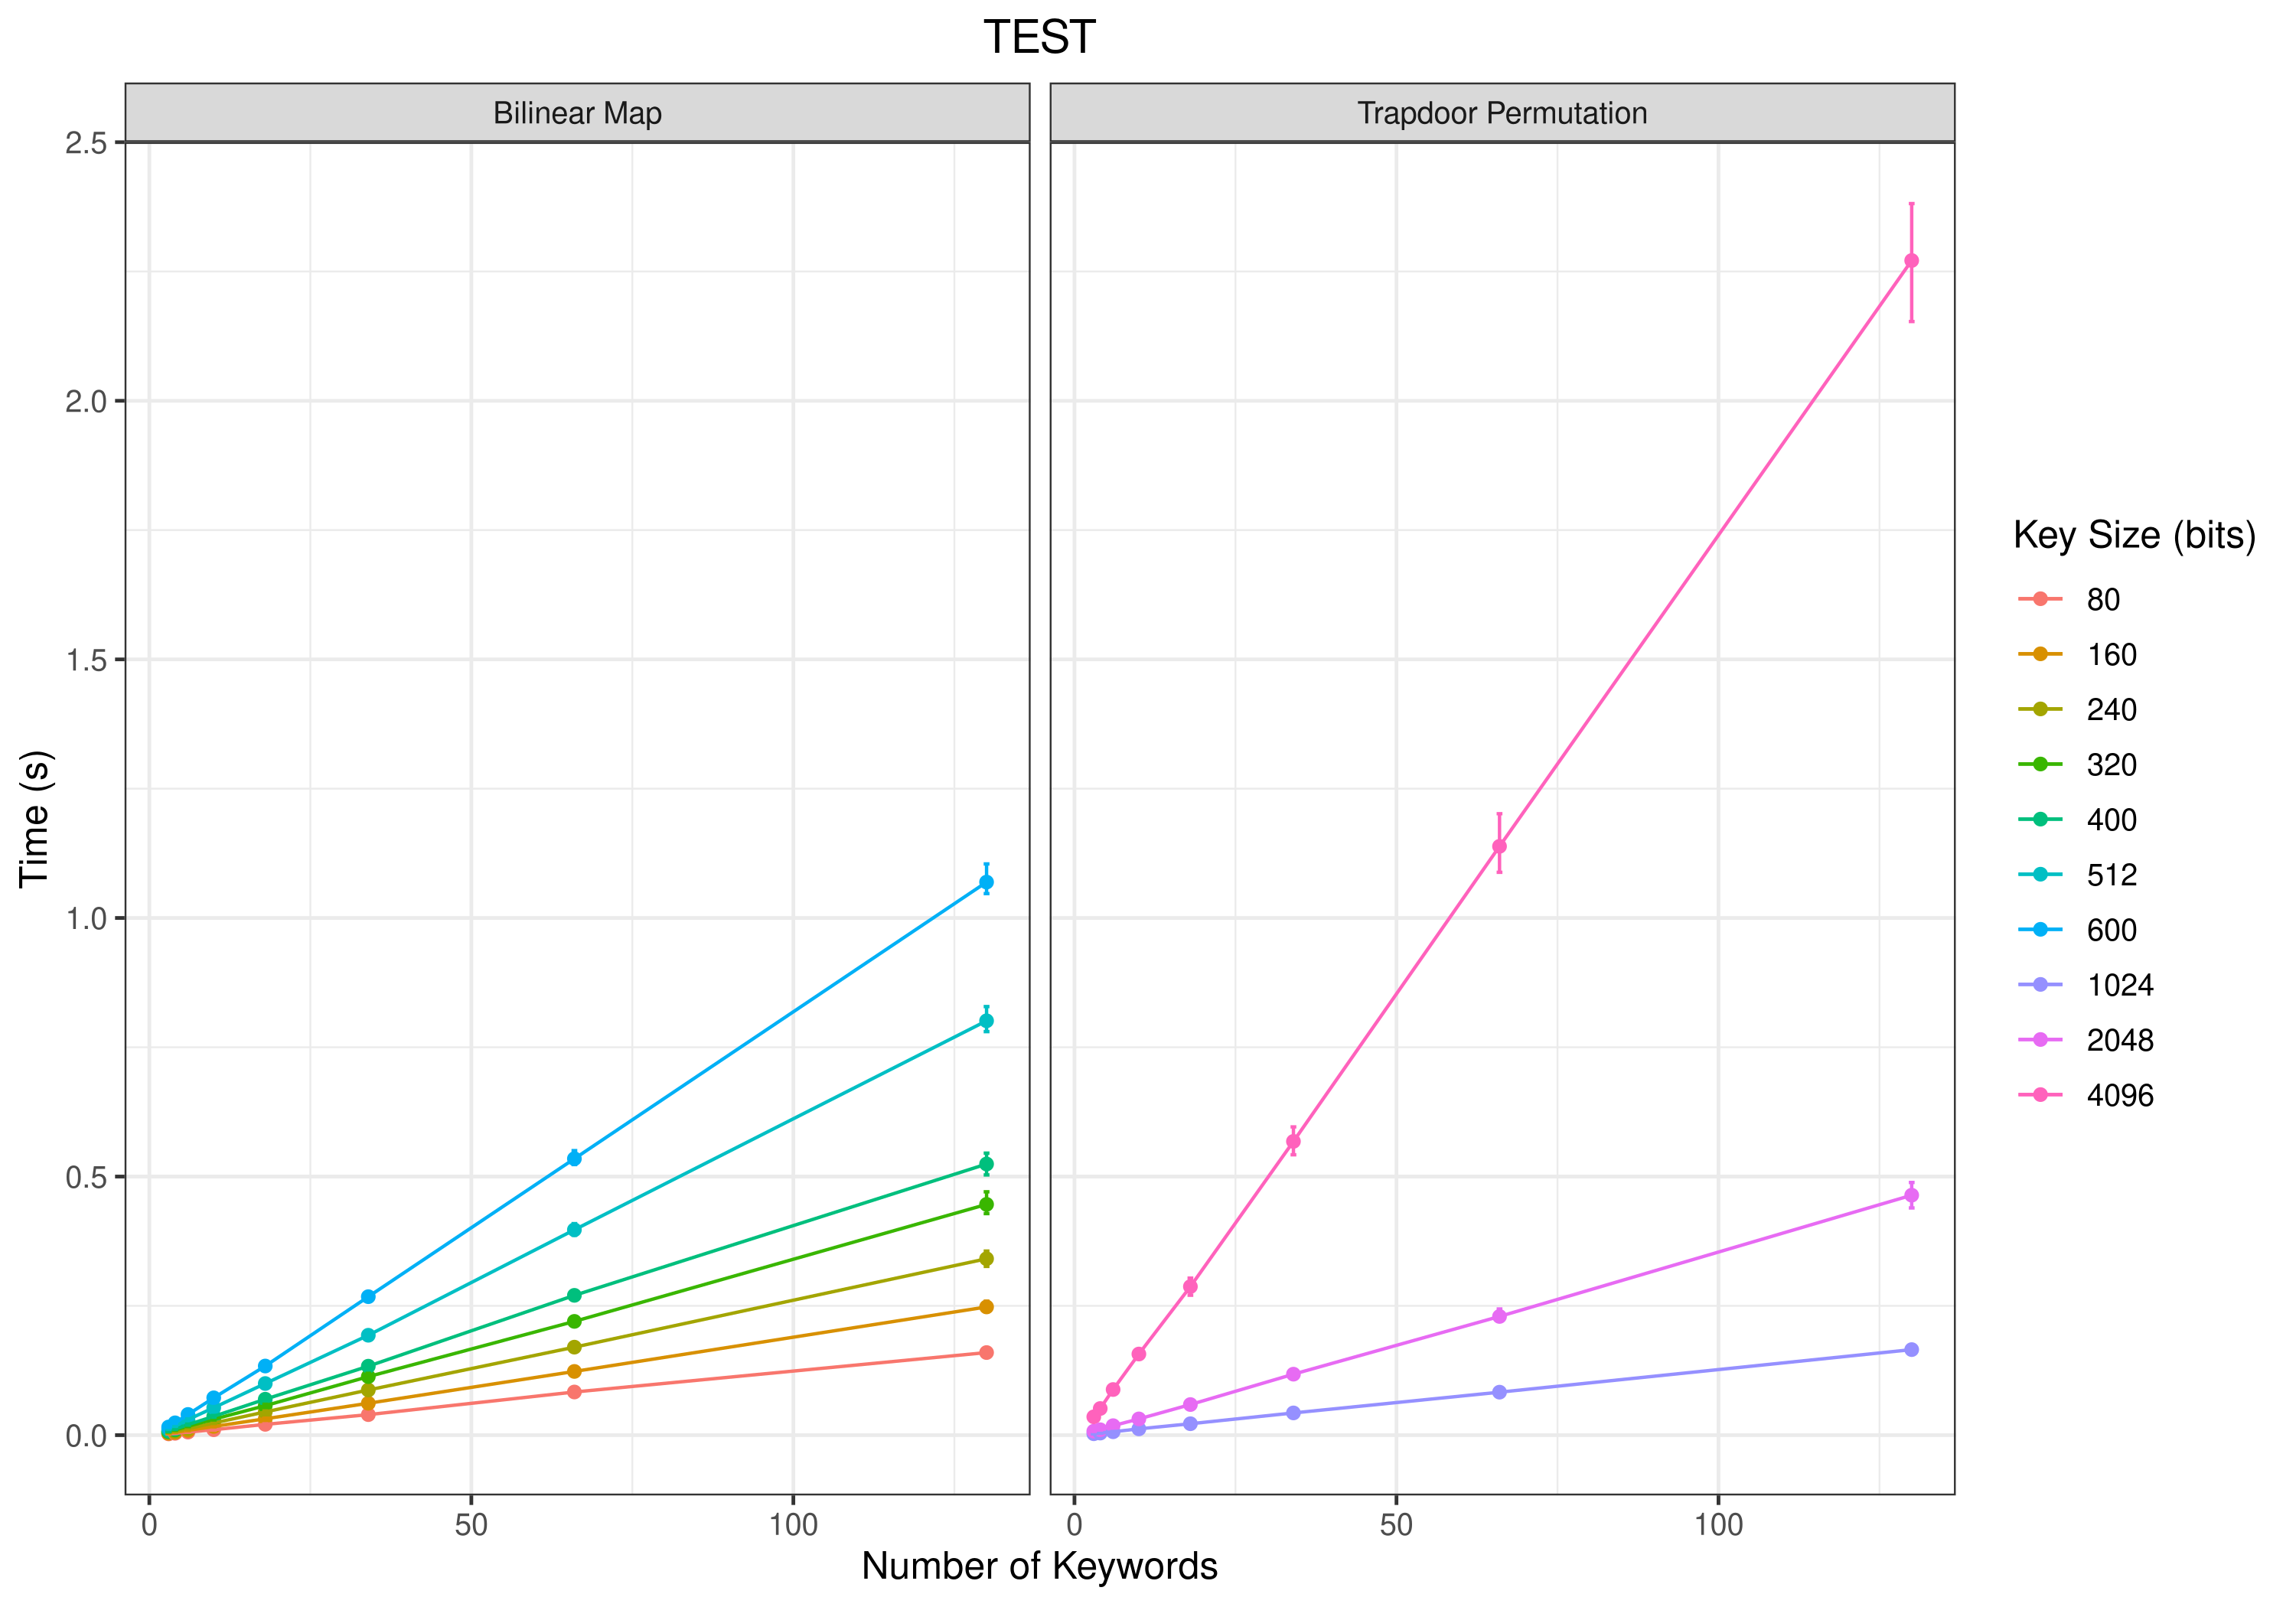 TEST
Bilinear Map
Trapdoor Permutation
2.5
2.0
1.5
1.0
0.5
0.0
Time (s)
0 50 100
0 50 100
Number of Keywords
Key Size (bits)
80
160
240
320
400
512
600
1024
2048
4096